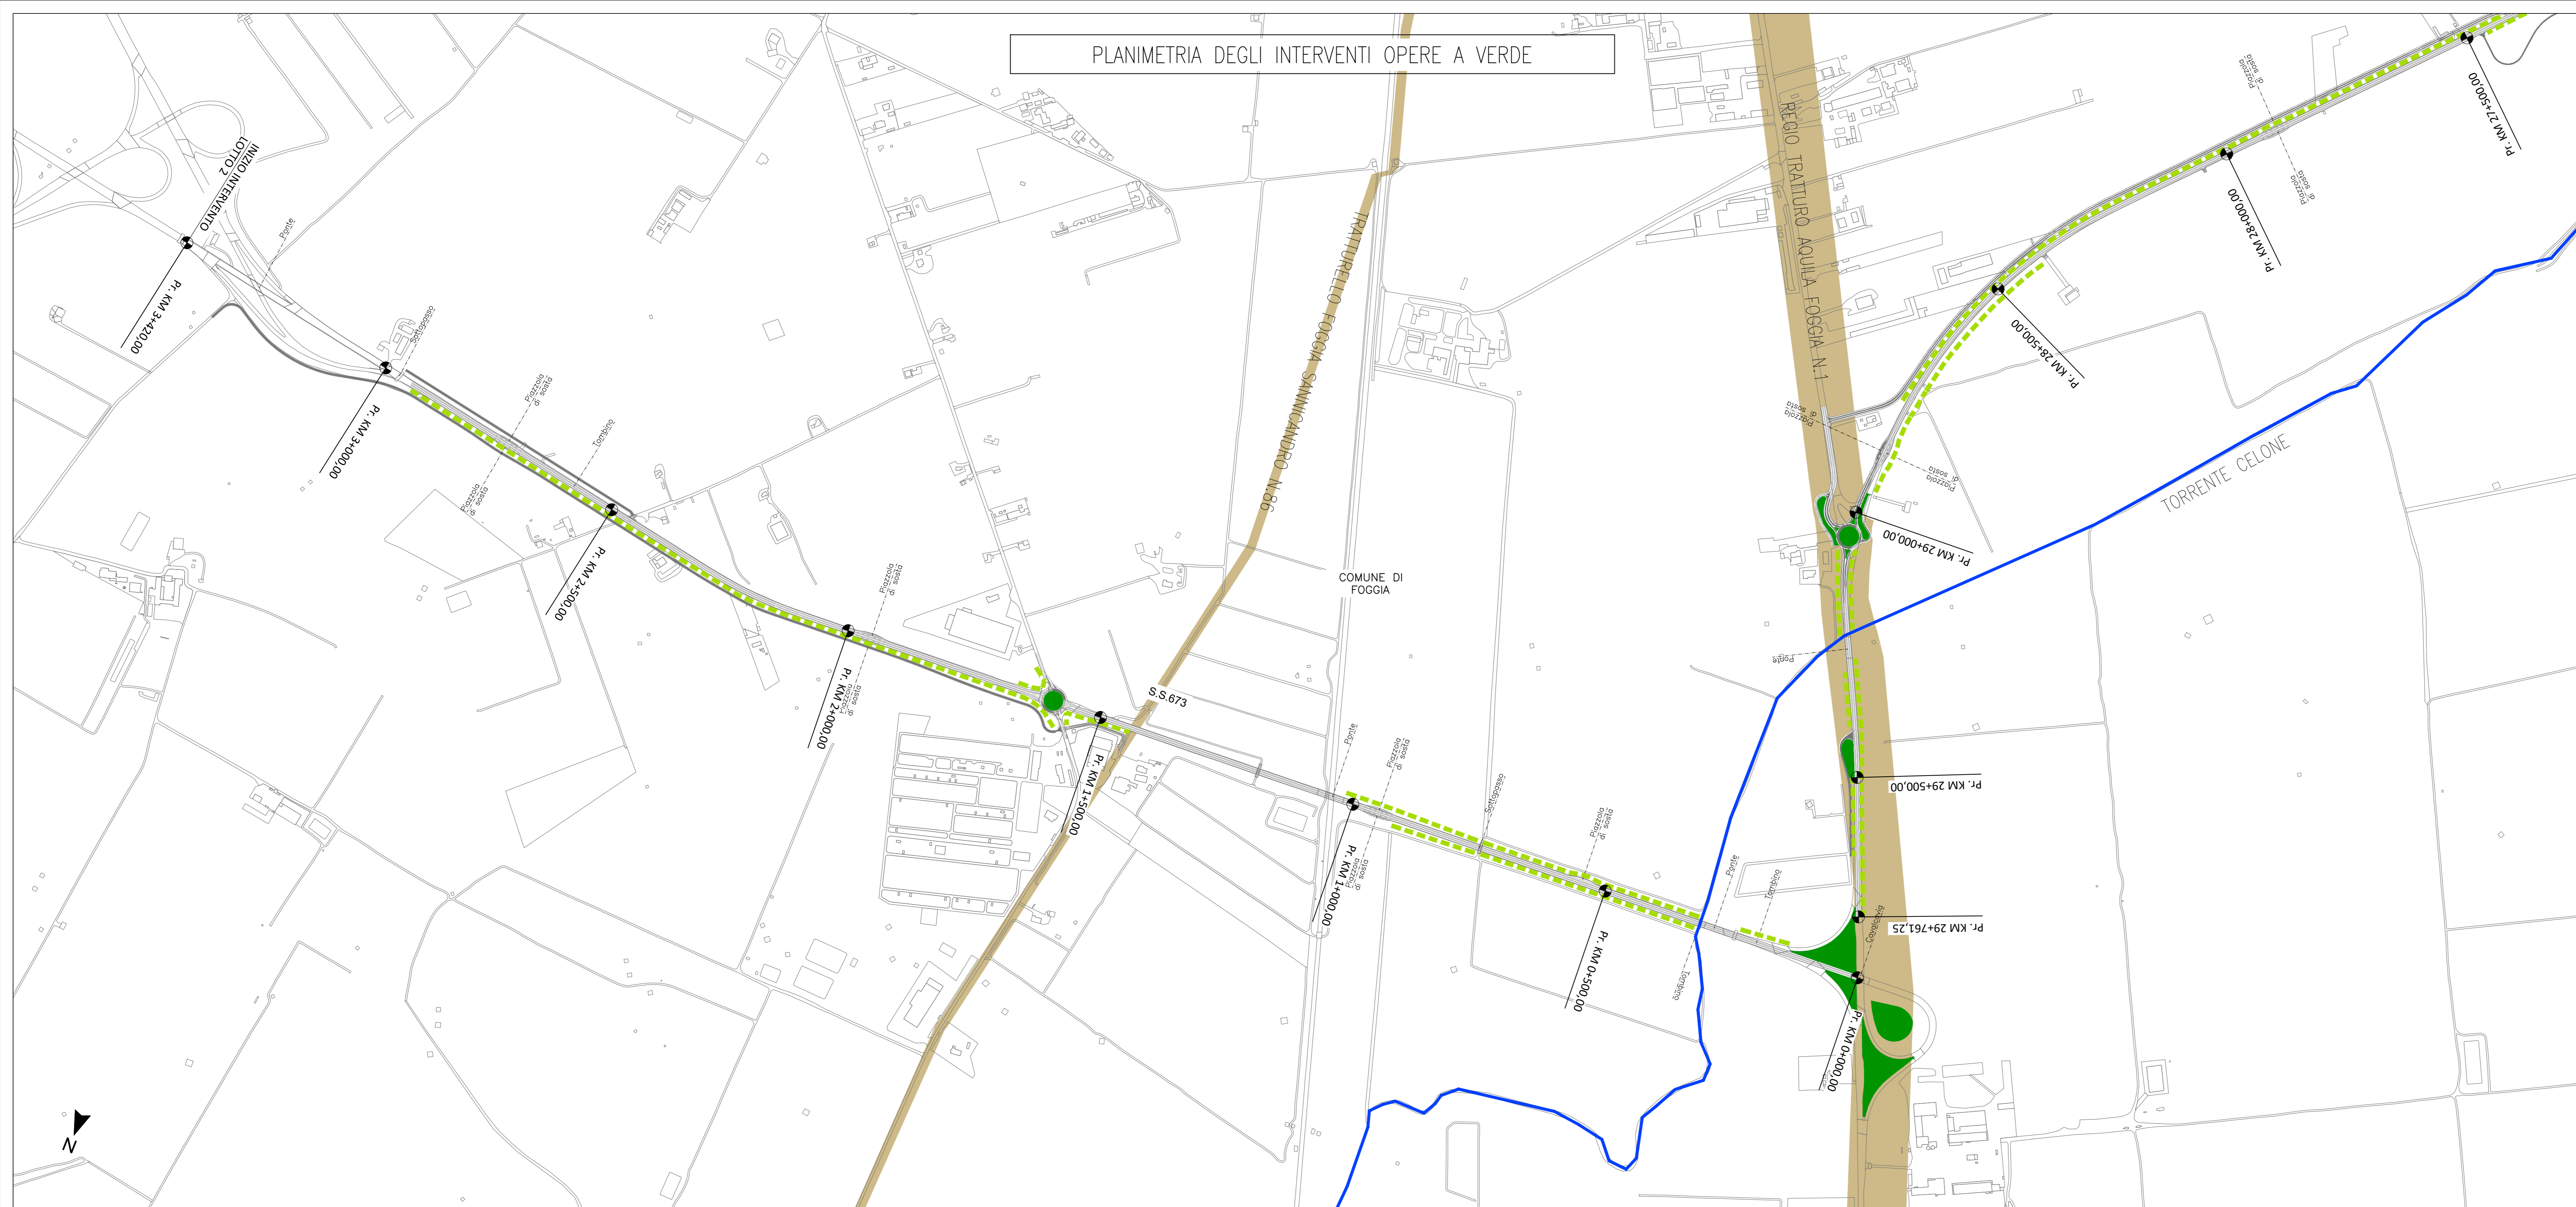 PLANIMETRIA DEGLI INTERVENTI OPERE A VERDE
INIZIO INTERVENTO
LOTTO 2
Ponte
Pr. KM 3+420,00
Sottopasso
Pr. KM 3+000,00
Piazzola
di sosta
Piazzola
di sosta
Tombino
Pr. KM 2+500,00
Piazzola
di sosta
Pr. KM 2+000,00
Piazzola
di sosta
S.S.673
Pr. KM 1+500,00
TRATTURELLO FOGGIA SANNICANDRO N.86
COMUNE DI
FOGGIA
Ponte
Piazzola
di sosta
Pr. KM 1+000,00
Piazzola
di sosta
Sottopasso
Piazzola
di sosta
Pr. KM 0+500,00
Ponte
Tombino
Tombino
Cavalcavia
Pr. KM 0+000,00
Pr. KM 29+761,25
Pr. KM 29+500,00
Ponte
Pr. KM 29+000,00
REGIO TRATTURO AQUILA FOGGIA N.1
Piazzola
di sosta
Piazzola
di sosta
Pr. KM 28+500,00
Pr. KM 28+000,00
Piazzola
di sosta
Piazzola
di sosta
Pr. KM 27+500,00
TORRENTE CELONE
N